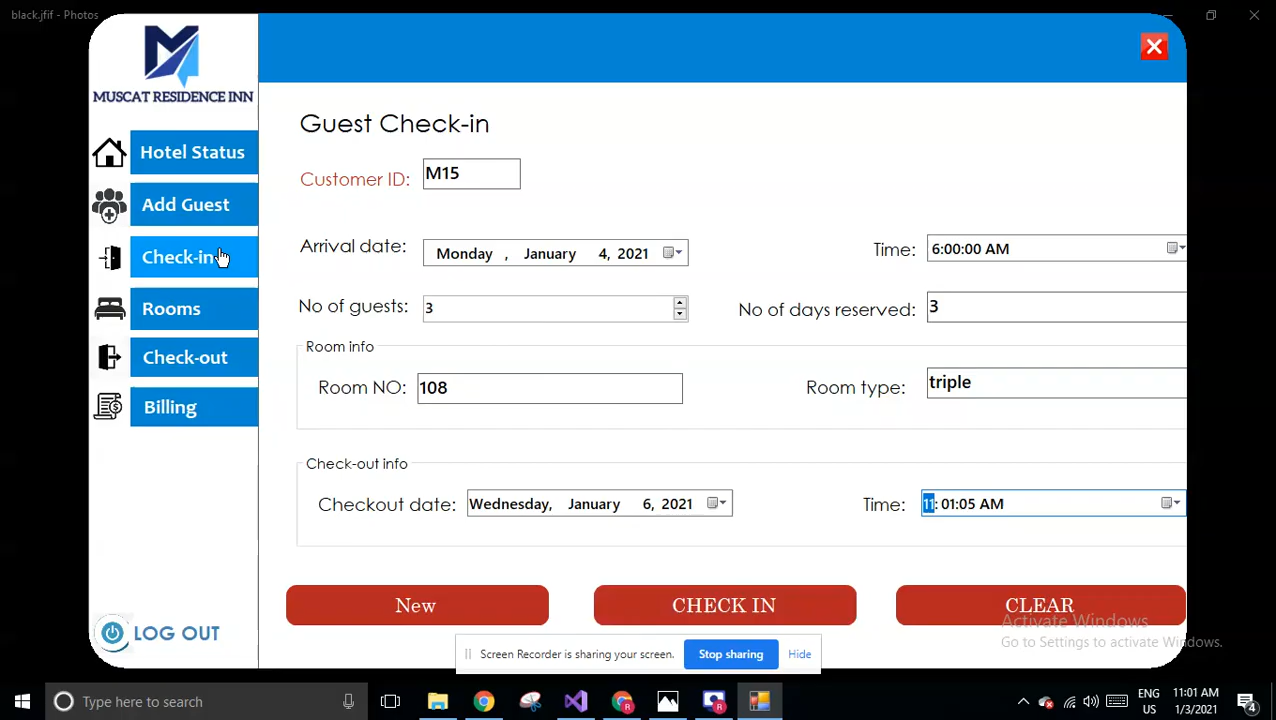 black.jfif - Photos
MUSCAT RESIDENCE INN
Hotel Status
Add Guest
Check-in
Rooms
Check-out
Billing
LOG OUT
Guest Check-in
Customer ID: M15
Arrival date: Monday , January 4, 2021 Time: 6:00:00 AM
No of guests: 3 No of days reserved: 3
Room info
Room NO: 108 Room type: triple
Check-out info
Checkout date: Wednesday, January 6, 2021 Time: 11: 01:05 AM
New CHECK IN CLEAR
Activate Windows
Go to Settings to activate Windows.
Screen Recorder is sharing your screen. Stop sharing Hide
Type here to search
ENG
US
11:01 AM
1/3/2021
4